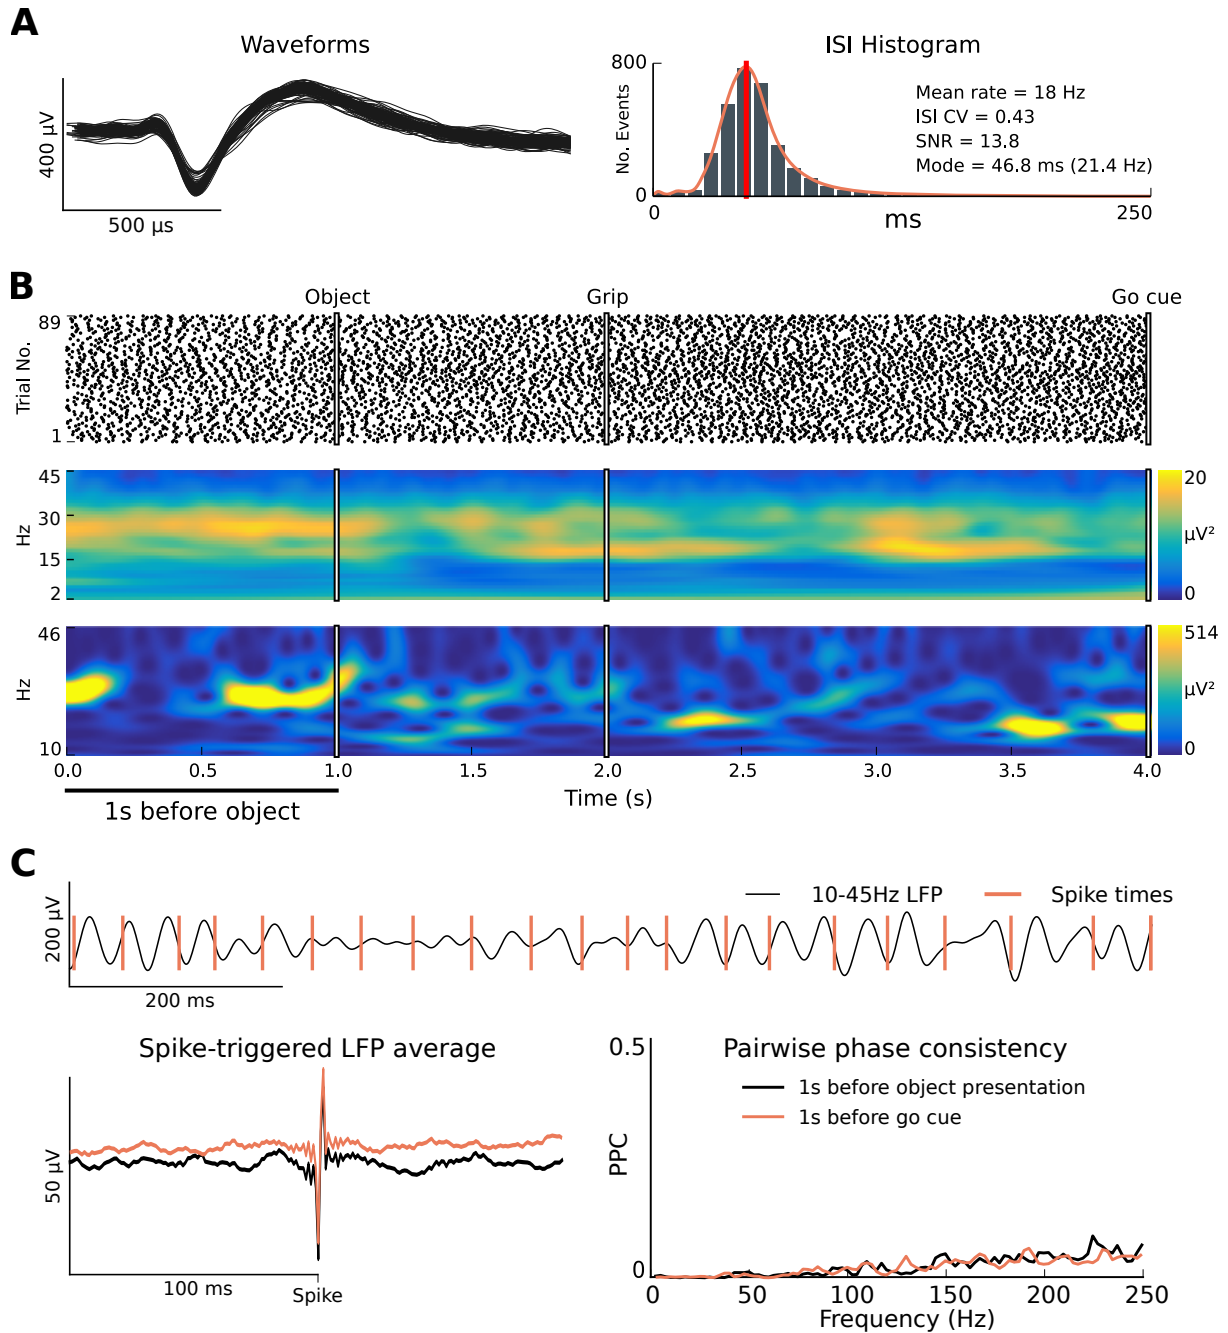 A
Waveforms
400 µV
500 µs
ISI Histogram
No. Events
800
0
Mean rate = 18 Hz
ISI CV = 0.43
SNR = 13.8
Mode = 46.8 ms (21.4 Hz)
0
250
ms
B
Object
Grip
Go cue
Trial No.
89
1
Hz
45
30
15
2
20
µV²
0
Hz
46
10
514
µV²
0
0.0
0.5
1.0
1.5
2.0
2.5
3.0
3.5
4.0
Time (s)
1s before object
C
200 µV
200 ms
10-45Hz LFP
Spike times
Spike-triggered LFP average
50 µV
100 ms
Spike
Pairwise phase consistency
PPC
0.5
0
1s before object presentation
1s before go cue
0
50
100
150
200
250
Frequency (Hz)